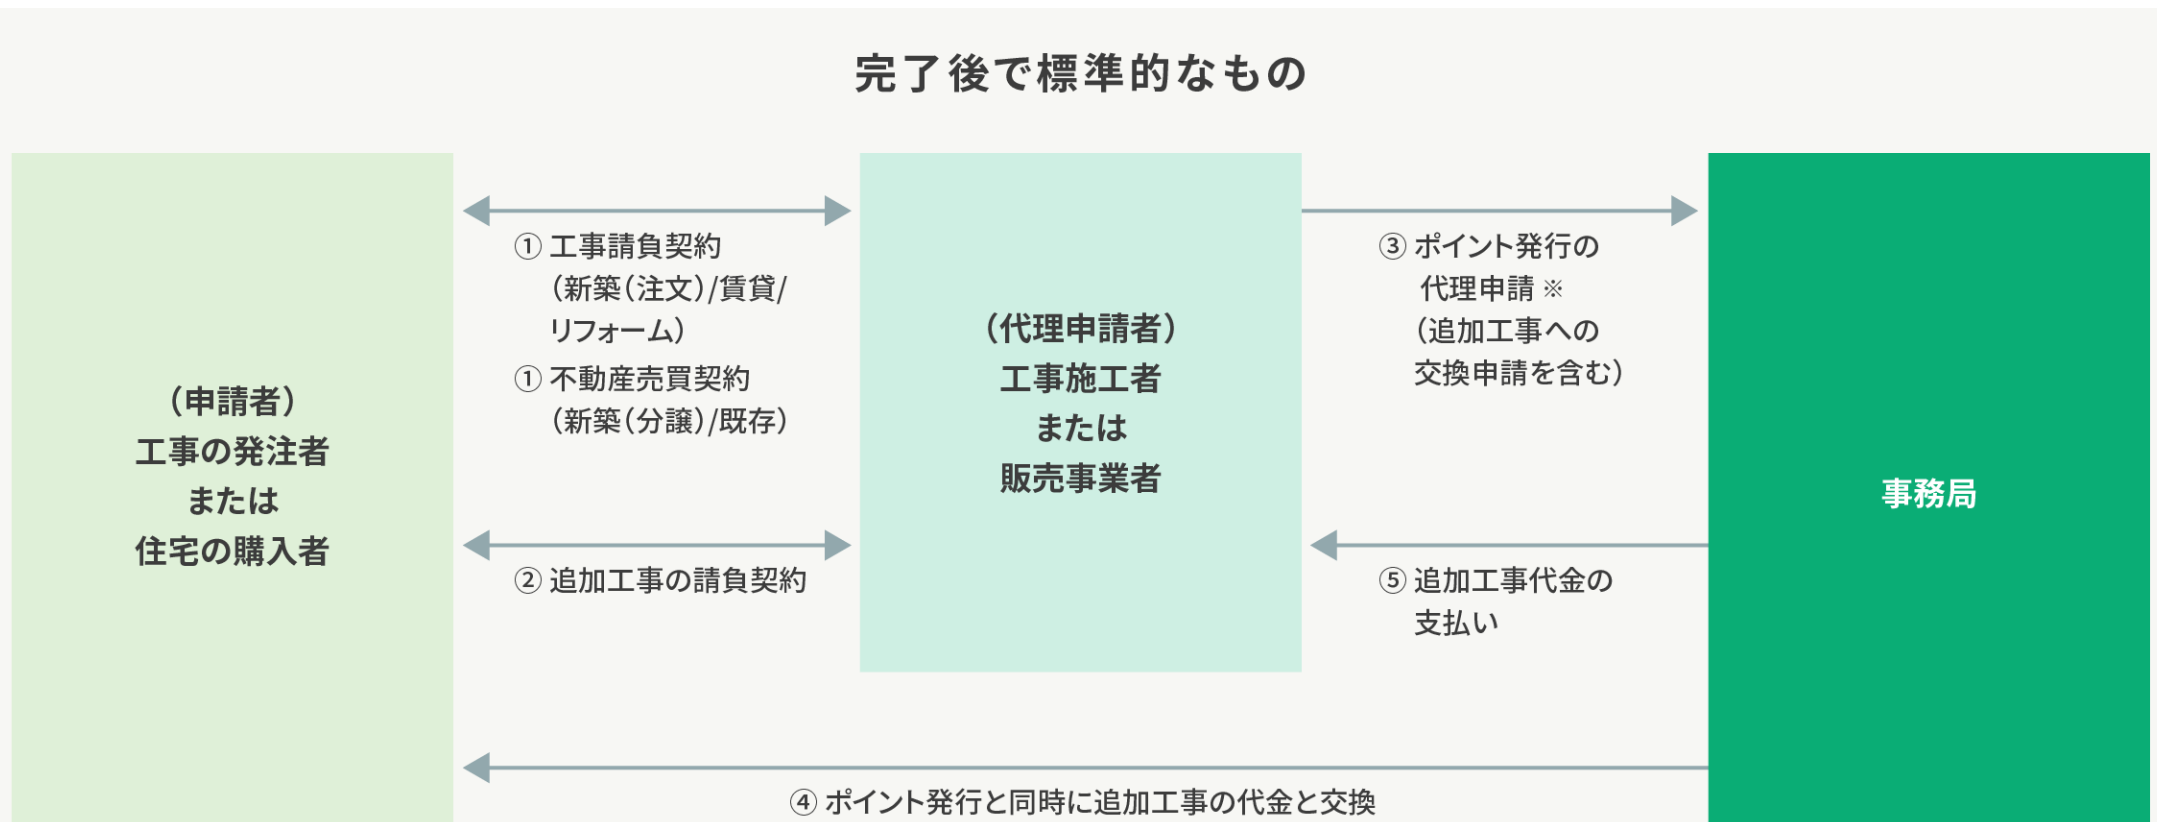 完了後で標準的なもの
（申請者）
工事の発注者
または
住宅の購入者
① 工事請負契約
（新築（注文）/賃貸/
リフォーム）
① 不動産売買契約
（新築（分譲）/既存）
② 追加工事の請負契約
（代理申請者）
工事施工者
または
販売事業者
③ ポイント発行の
代理申請 ※
（追加工事への
交換申請を含む）
⑤ 追加工事代金の
支払い
事務局
④ ポイント発行と同時に追加工事の代金と交換